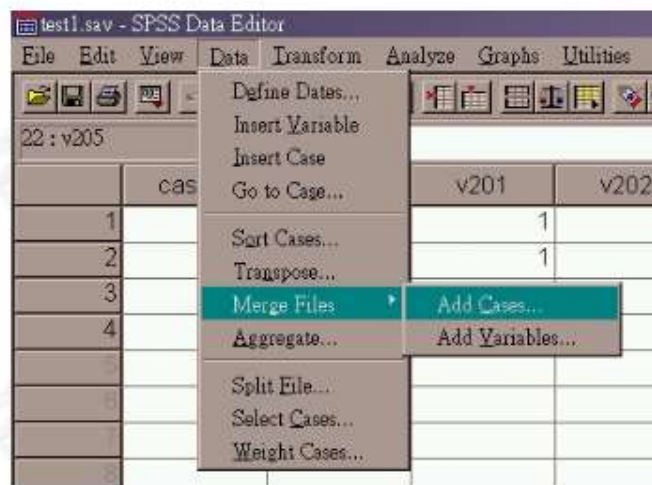 test1.sav - SPSS Data Editor
File Edit View Data Transform Analyze Graphs Utilities
22 : v205
Define Dates...
Insert Variable
Insert Case
Go to Case...
Sort Cases...
Transpose...
Merge Files
Aggregate...
Split File...
Select Cases...
Weight Cases...
Add Cases...
Add Variables...
cas v201 v202
1 1
2 1
3
4
5
6
7
8